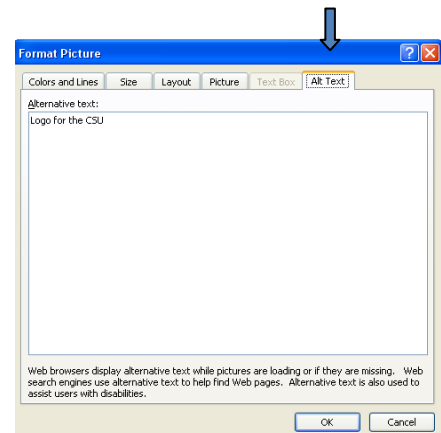 Format Picture
Colors and Lines Size Layout Picture Text Box Alt Text
Alternative text:
Logo for the CSU
Web browsers display alternative text while pictures are loading or if they are missing. Web
search engines use alternative text to help find Web pages. Alternative text is also used to
assist users with disabilities.
OK Cancel